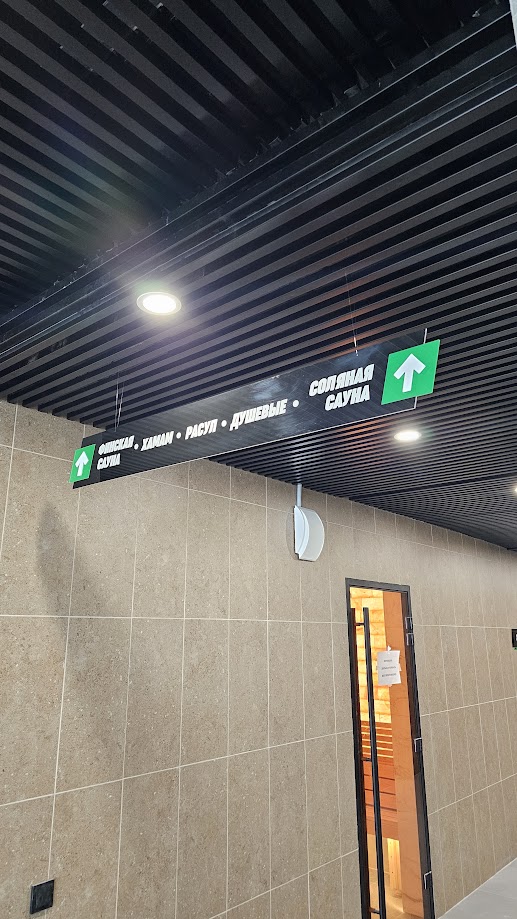 ФИНСКАЯ
САУНА
• ХАМАМ • РАСУЛ • ДУШЕВЫЕ •
СОЛЯНАЯ
САУНА